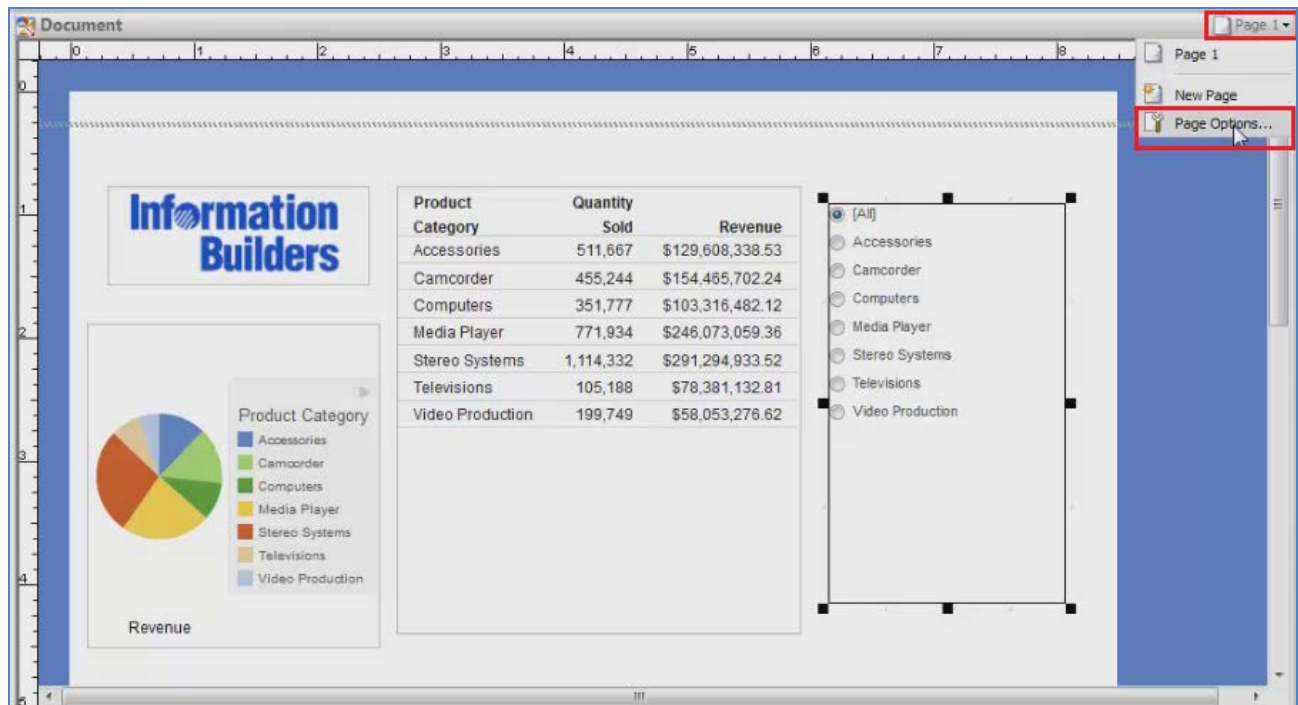 Document
Page 1
0 1 2 3 4 5 6 7 8
Page 1
New Page
Page Options...
0
1
2
3
4
5
Information
Builders
Product Quantity
Category Sold Revenue
Accessories 511,667 $129,608,338.53
Camcorder 455,244 $154,465,702.24
Computers 351,777 $103,316,482.12
Media Player 771,934 $246,073,059.36
Stereo Systems 1,114,332 $291,294,933.52
Televisions 105,188 $78,381,132.81
Video Production 199,749 $58,053,276.62
[All]
Accessories
Camcorder
Computers
Media Player
Stereo Systems
Televisions
Video Production
Product Category
Accessories
Camcorder
Computers
Media Player
Stereo Systems
Televisions
Video Production
Revenue